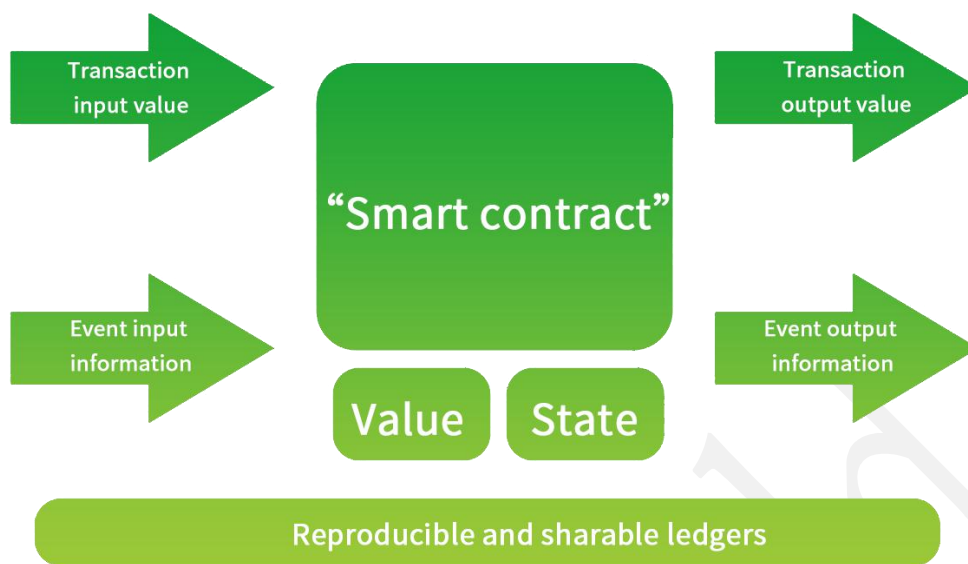 Transaction
input value
Transaction
output value
“Smart contract”
Event input
information
Event output
information
Value
State
Reproducible and sharable ledgers